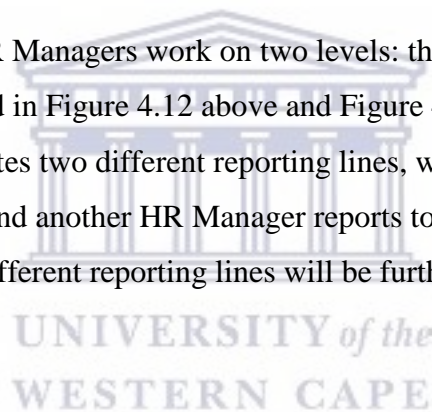 R Managers work on two levels: th
d in Figure 4.12 above and Figure
tes two different reporting lines, w
nd another HR Manager reports to
fferent reporting lines will be furth
UNIVERSITY of the
WESTERN CAPE